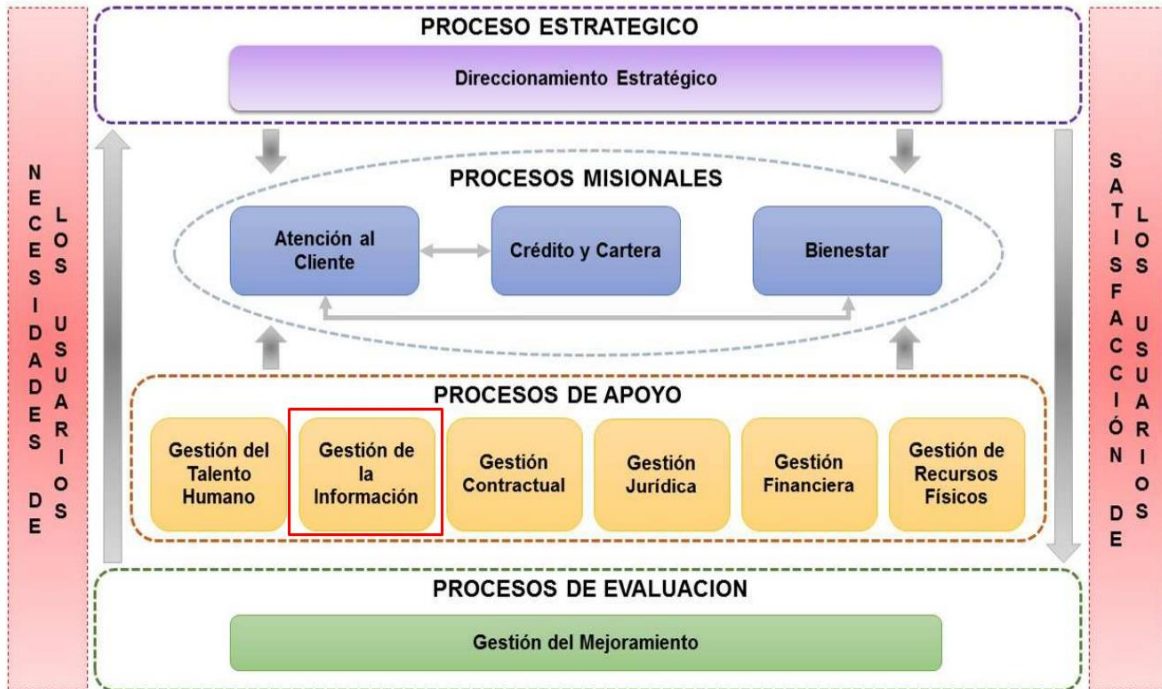 PROCESO ESTRATEGICO
Direccionamiento Estratégico
NECESIDADES DE
LOS USUARIOS
PROCESOS MISIONALES
Atención al
Cliente
Crédito y Cartera
Bienestar
PROCESOS DE APOYO
Gestión del
Talento
Humano
Gestión de
la
Información
Gestión
Contractual
Gestión
Jurídica
Gestión
Financiera
Gestión de
Recursos
Físicos
PROCESOS DE EVALUACION
Gestión del Mejoramiento
SATISFACCIÓN DE
LOS USUARIOS